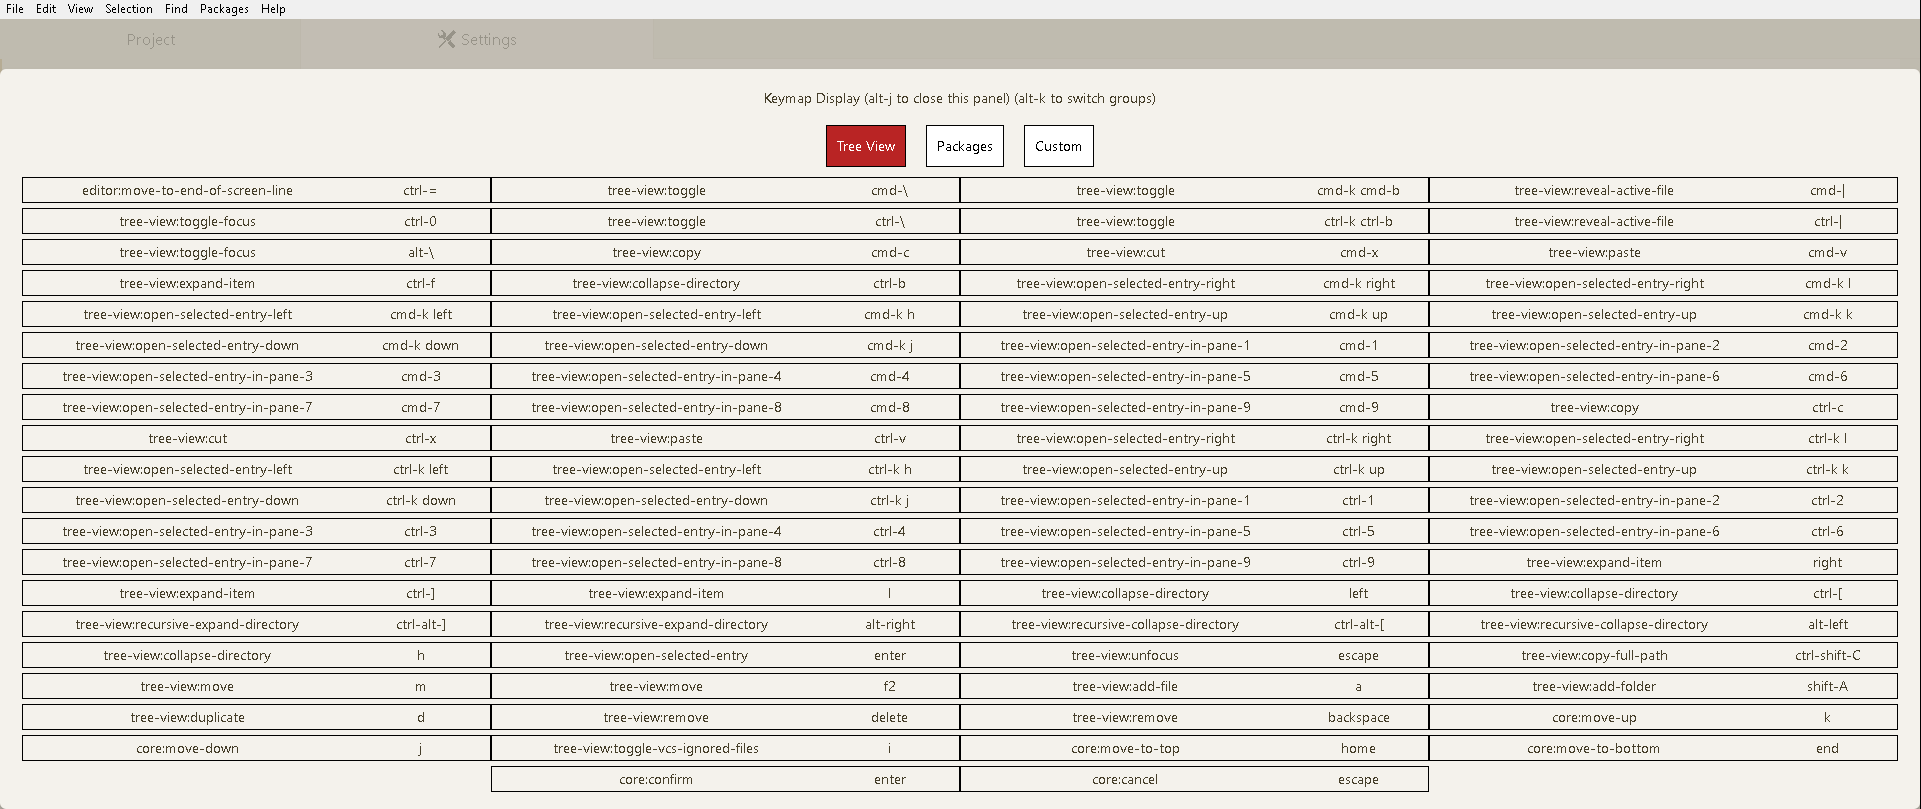 File Edit View Selection Find Packages Help
Project Settings
Keymap Display (alt-j to close this panel) (alt-k to switch groups)
Tree View Packages Custom
editor:move-to-end-of-screen-line ctrl-= tree-view:toggle cmd-\ tree-view:toggle cmd-k cmd-b tree-view:reveal-active-file cmd-|
tree-view:toggle-focus ctrl-0 tree-view:toggle ctrl-\ tree-view:toggle ctrl-k ctrl-b tree-view:reveal-active-file ctrl-|
tree-view:toggle-focus alt-\ tree-view:copy cmd-c tree-view:cut cmd-x tree-view:paste cmd-v
tree-view:expand-item ctrl-f tree-view:collapse-directory ctrl-b tree-view:open-selected-entry-right cmd-k right tree-view:open-selected-entry-right cmd-k l
tree-view:open-selected-entry-left cmd-k left tree-view:open-selected-entry-left cmd-k h tree-view:open-selected-entry-up cmd-k up tree-view:open-selected-entry-up cmd-k k
tree-view:open-selected-entry-down cmd-k down tree-view:open-selected-entry-down cmd-k j tree-view:open-selected-entry-in-pane-1 cmd-1 tree-view:open-selected-entry-in-pane-2 cmd-2
tree-view:open-selected-entry-in-pane-3 cmd-3 tree-view:open-selected-entry-in-pane-4 cmd-4 tree-view:open-selected-entry-in-pane-5 cmd-5 tree-view:open-selected-entry-in-pane-6 cmd-6
tree-view:open-selected-entry-in-pane-7 cmd-7 tree-view:open-selected-entry-in-pane-8 cmd-8 tree-view:open-selected-entry-in-pane-9 cmd-9 tree-view:copy ctrl-c
tree-view:cut ctrl-x tree-view:paste ctrl-v tree-view:open-selected-entry-right ctrl-k right tree-view:open-selected-entry-right ctrl-k l
tree-view:open-selected-entry-left ctrl-k left tree-view:open-selected-entry-left ctrl-k h tree-view:open-selected-entry-up ctrl-k up tree-view:open-selected-entry-up ctrl-k k
tree-view:open-selected-entry-down ctrl-k down tree-view:open-selected-entry-down ctrl-k j tree-view:open-selected-entry-in-pane-1 ctrl-1 tree-view:open-selected-entry-in-pane-2 ctrl-2
tree-view:open-selected-entry-in-pane-3 ctrl-3 tree-view:open-selected-entry-in-pane-4 ctrl-4 tree-view:open-selected-entry-in-pane-5 ctrl-5 tree-view:open-selected-entry-in-pane-6 ctrl-6
tree-view:open-selected-entry-in-pane-7 ctrl-7 tree-view:open-selected-entry-in-pane-8 ctrl-8 tree-view:open-selected-entry-in-pane-9 ctrl-9 tree-view:expand-item right
tree-view:expand-item ctrl-] tree-view:expand-item l tree-view:collapse-directory left tree-view:collapse-directory ctrl-[
tree-view:recursive-expand-directory ctrl-alt-] tree-view:recursive-expand-directory alt-right tree-view:recursive-collapse-directory ctrl-alt-[ tree-view:recursive-collapse-directory alt-left
tree-view:collapse-directory h tree-view:open-selected-entry enter tree-view:unfocus escape tree-view:copy-full-path ctrl-shift-C
tree-view:move m tree-view:move f2 tree-view:add-file a tree-view:add-folder shift-A
tree-view:duplicate d tree-view:remove delete tree-view:remove backspace core:move-up k
core:move-down j tree-view:toggle-vcs-ignored-files i core:move-to-top home core:move-to-bottom end
core:confirm enter core:cancel escape